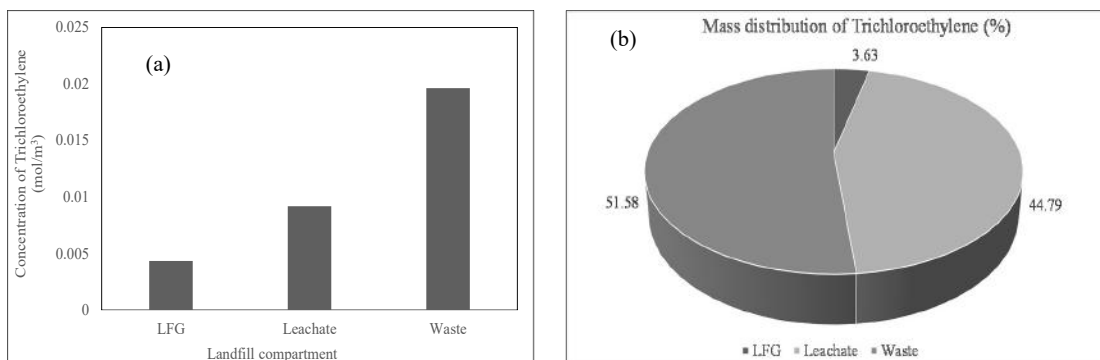 (a)
Concentration of Trichloroethylene
(mol/m³)
0.025
0.02
0.015
0.01
0.005
0
LFG Leachate Waste
Landfill compartment
(b)
Mass distribution of Trichloroethylene (%)
3.63
51.58
44.79
LFG Leachate Waste